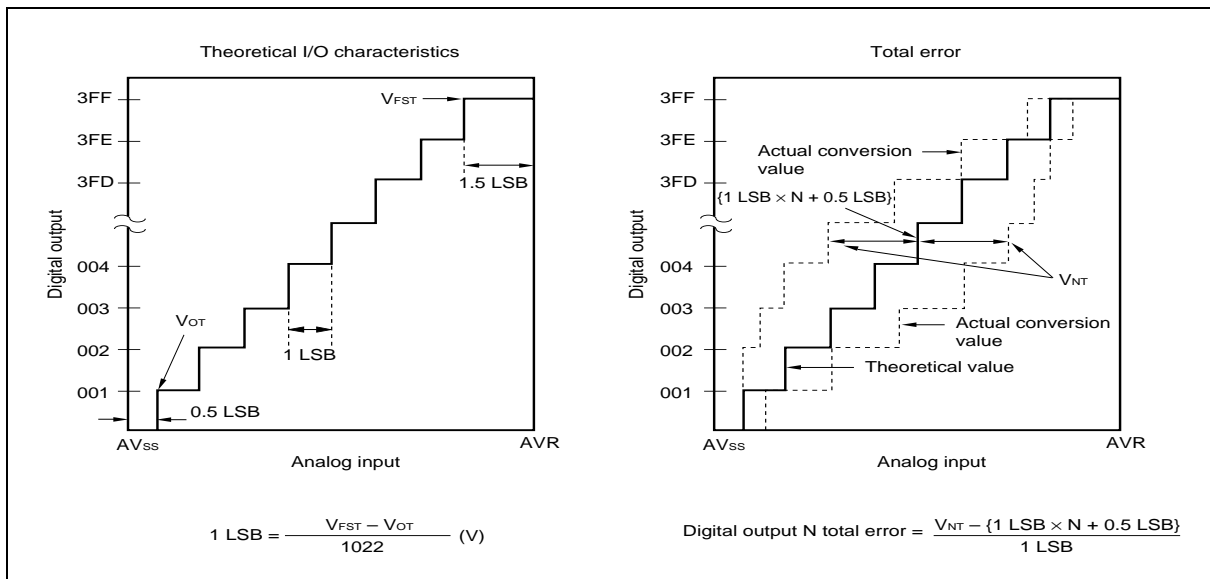 Theoretical I/O characteristics
3FF
3FE
3FD
004
003
002
001
Digital output
VFST
1.5 LSB
VOT
1 LSB
0.5 LSB
AVSS
AVR
Analog input
1 LSB = VFST – VOT / 1022 (V)
Total error
3FF
3FE
3FD
004
003
002
001
Digital output
Actual conversion
value
{1 LSB × N + 0.5 LSB}
VNT
Actual conversion
value
Theoretical value
AVSS
AVR
Analog input
Digital output N total error = VNT – {1 LSB × N + 0.5 LSB} / 1 LSB